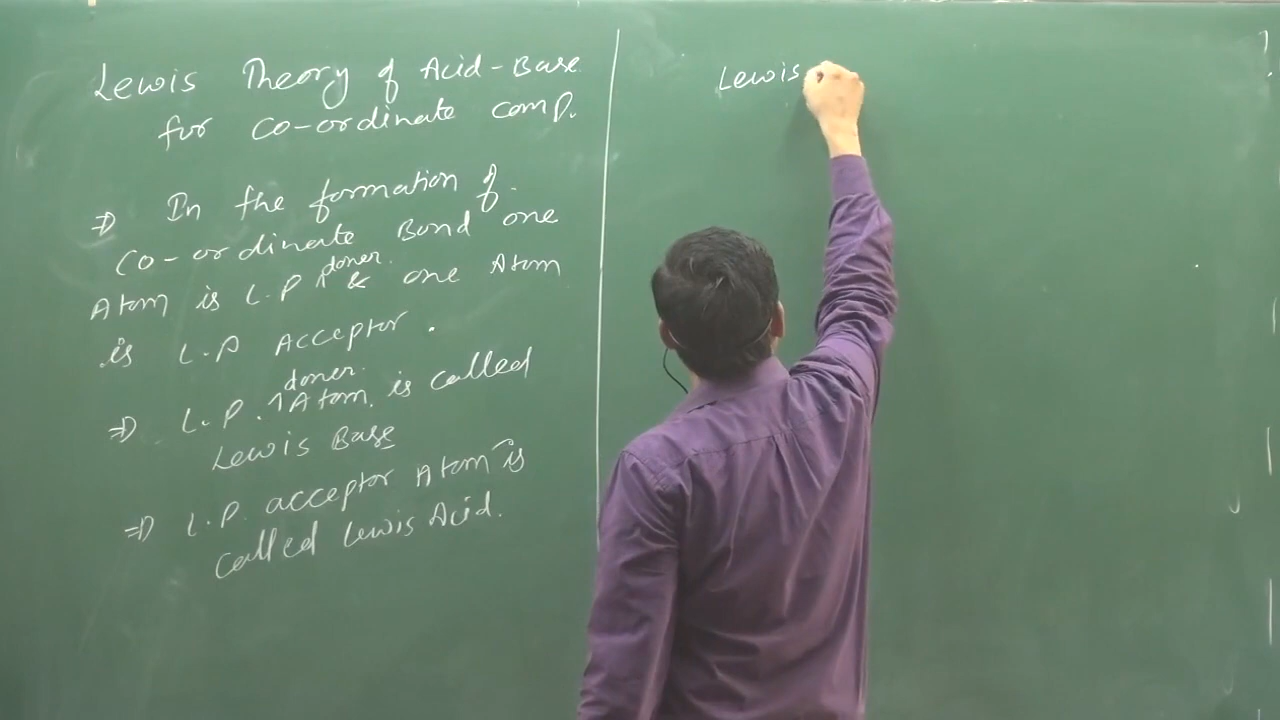 Lewis Theory of Acid-Base
for Co-ordinate comp.
⇒ In the formation of
Co-ordinate Bond one
Atom is L.P ↑ doner. & one Atom
is L.P Acceptor.
⇒ L.P. ↑ doner. Atom is called
Lewis Base
⇒ L.P. acceptor Atom is
called Lewis Acid.
Lewis